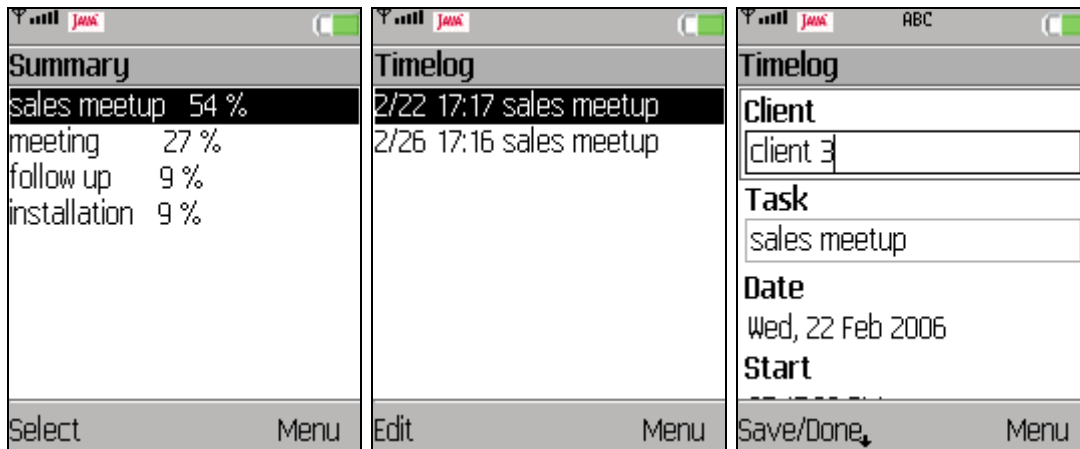 Java
Summary
sales meetup 54 %
meeting 27 %
follow up 9 %
installation 9 %
Select Menu
Java
Timelog
2/22 17:17 sales meetup
2/26 17:16 sales meetup
Edit Menu
Java ABC
Timelog
Client
client 3
Task
sales meetup
Date
Wed, 22 Feb 2006
Start
Save/Done Menu